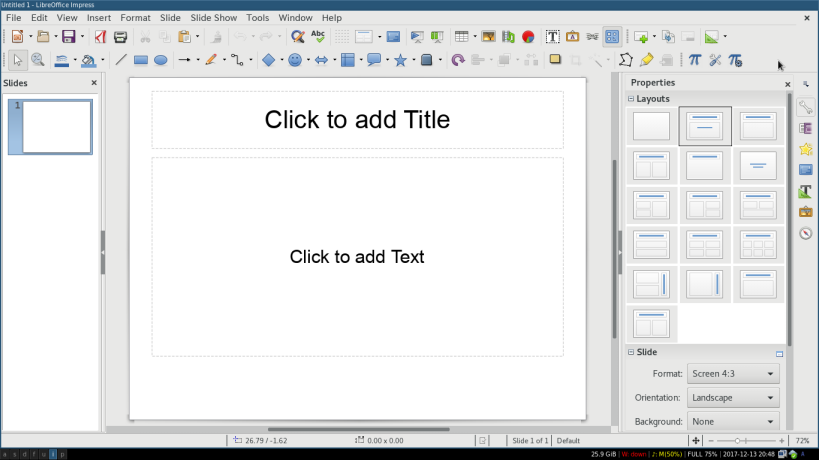 Untitled 1 - LibreOffice Impress
File Edit View Insert Format Slide Slide Show Tools Window Help
Abc
Slides
1
Click to add Title
Click to add Text
Properties
Layouts
Slide
Format: Screen 4:3
Orientation: Landscape
Background: None
26.79 / -1.62 0.00 x 0.00 Slide 1 of 1 Default 72%
a s d f u i p 25.9 GiB | W: down | ♪: M(50%) | FULL 75% | 2017-12-13 20:48